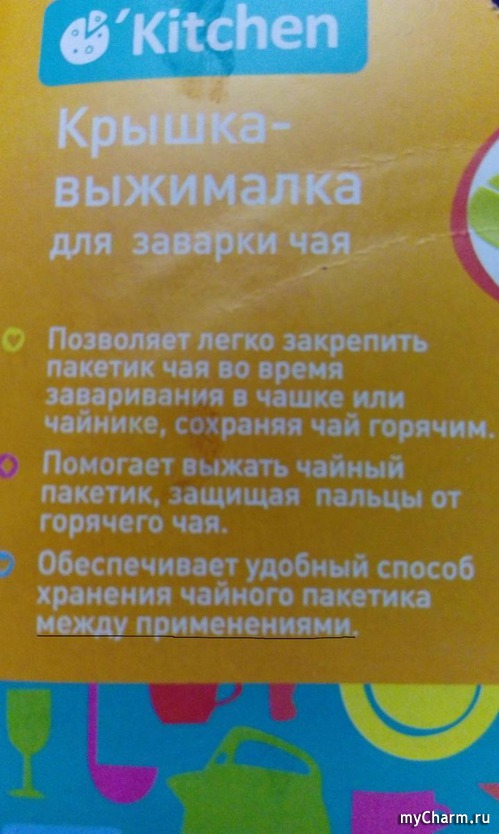 'Kitchen
Крышка-
выжималка
для заварки чая
Позволяет легко закрепить
пакетик чая во время
заваривания в чашке или
чайнике, сохраняя чай горячим.
Помогает выжать чайный
пакетик, защищая пальцы от
горячего чая.
Обеспечивает удобный способ
хранения чайного пакетика
между применениями.
myCharm.ru